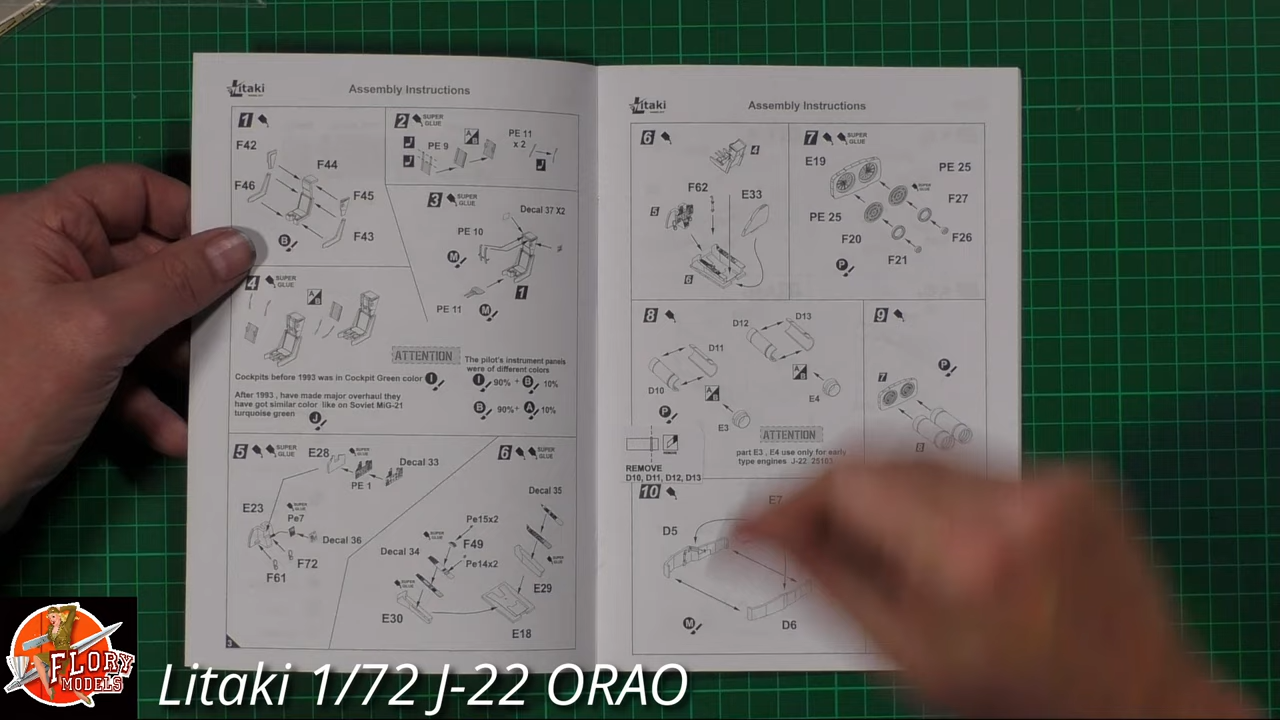 Litaki
Assembly Instructions
1
F42
F44
F46
F45
F43
B
2
SUPER
GLUE
PE 9
A
B
PE 11
x 2
3
SUPER
GLUE
Decal 37 X2
PE 10
M
PE 11
M
1
4
SUPER
GLUE
A
B
ATTENTION
The pilot's instrument panels
were of different colors
Cockpits before 1993 was in Cockpit Green color I
I 90% + B 10%
After 1993 , have made major overhaul they
have got similar color like on Soviet MiG-21
turquoise green J
B 90% + A 10%
5
SUPER
GLUE
E28
Decal 33
PE 1
E23
Pe7
Decal 36
F72
F61
6
SUPER
GLUE
Decal 35
Pe15x2
F49
Decal 34
Pe14x2
E29
E30
E18
3
Litaki
Assembly Instructions
6
4
F62
E33
5
6
7
SUPER
GLUE
E19
PE 25
F27
PE 25
F20
F26
F21
P
8
D12
D13
D11
D10
A
B
E4
A
B
P
E3
ATTENTION
part E3 , E4 use only for early
type engines J-22 25101
REMOVE
D10, D11, D12, D13
9
P
7
8
10
E7
D5
M
D6
FLORY
MODELS
Litaki 1/72 J-22 ORAO